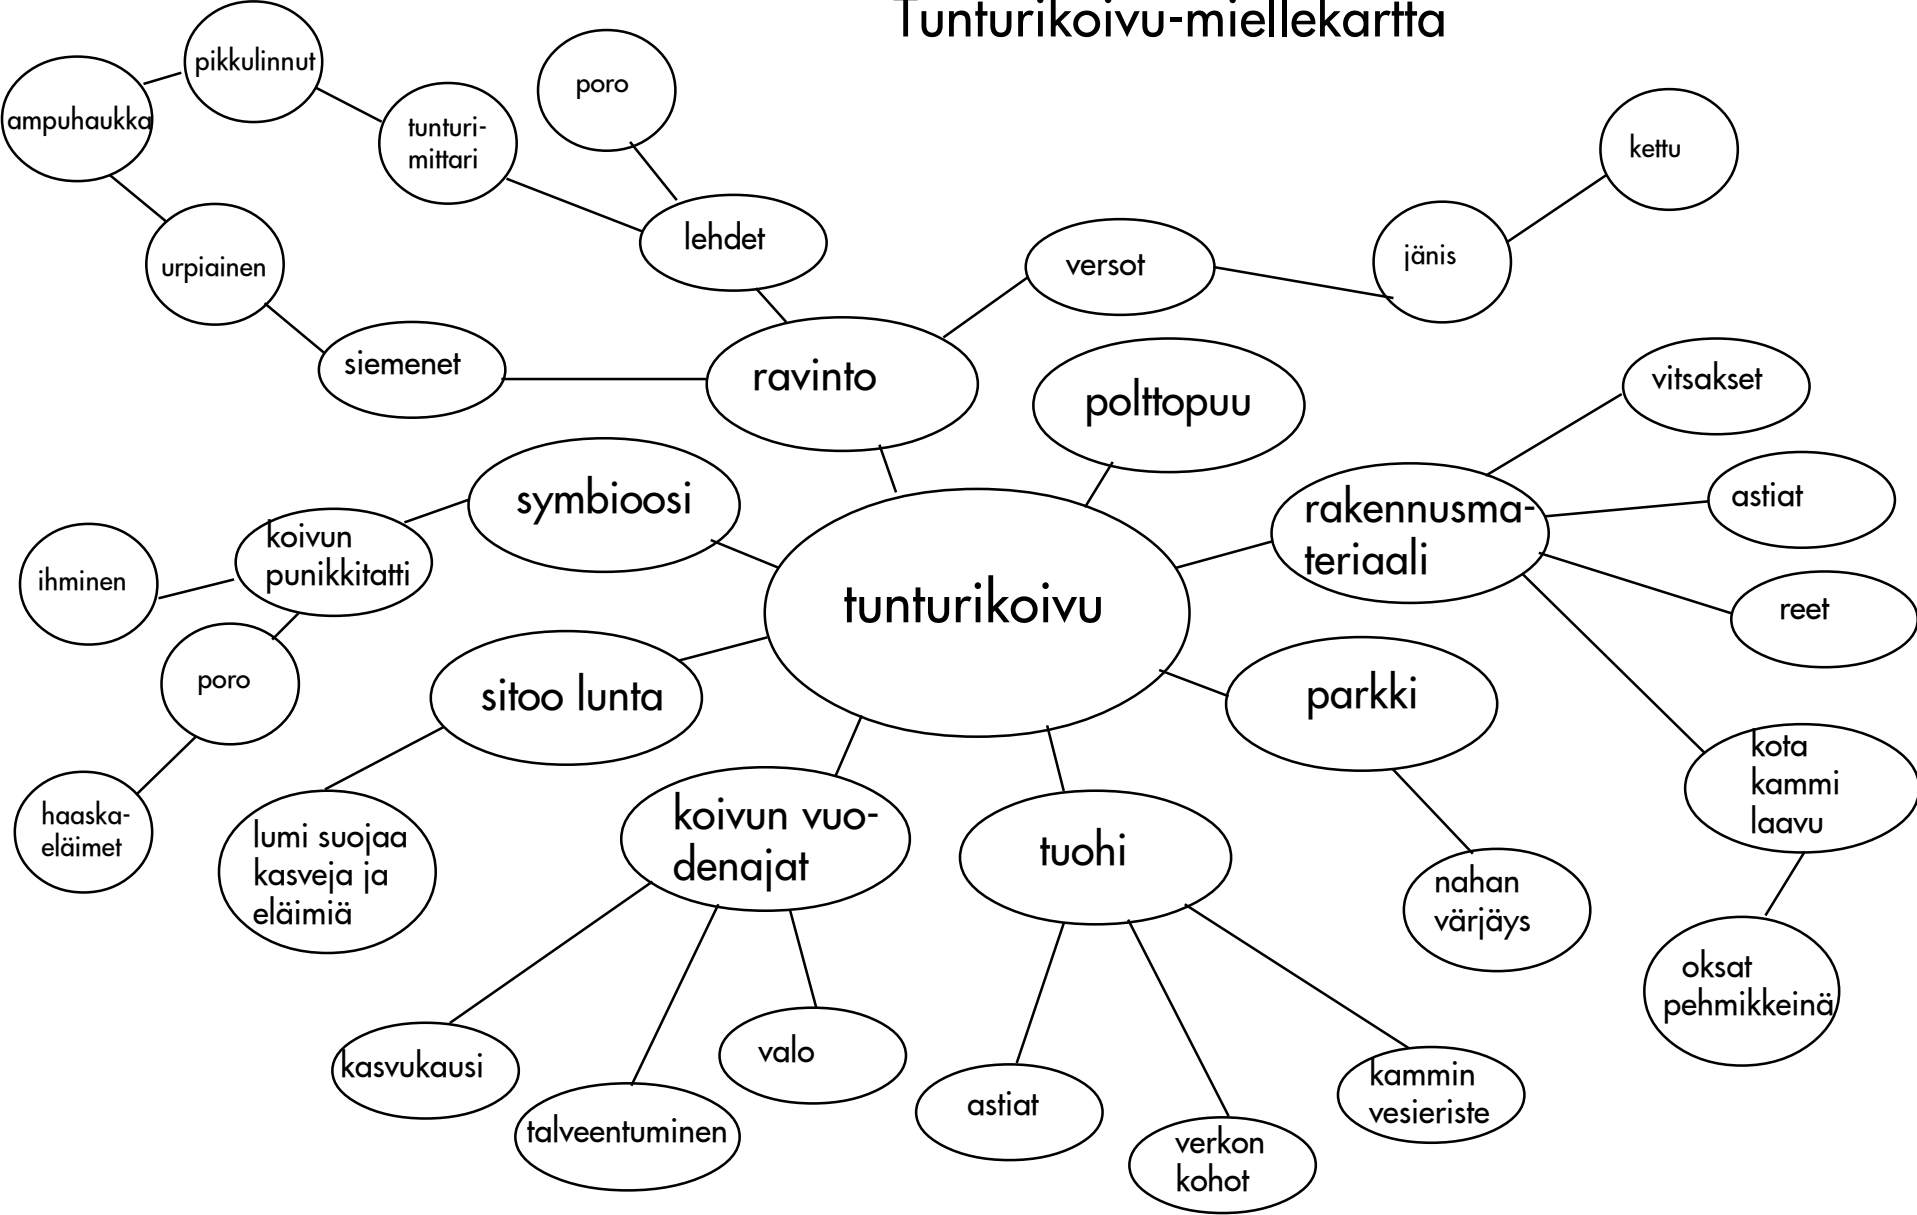 Tunturikoivu-miellekartta
pikkulinnut
ampuhaukka
tunturi-
mittari
poro
kettu
lehdet
versot
jänis
urpiainen
siemenet
ravinto
polttopuu
vitsakset
symbioosi
rakennusma-
teriaali
astiat
koivun
punikkitatti
ihminen
tunturikoivu
reet
poro
sitoo lunta
parkki
kota
kammi
laavu
haaska-
eläimet
lumi suojaa
kasveja ja
eläimiä
koivun vuo-
denajat
tuohi
nahan
värjäys
oksat
pehmikkeinä
kasvukausi
valo
talveentuminen
astiat
kammin
vesieriste
verkon
kohot